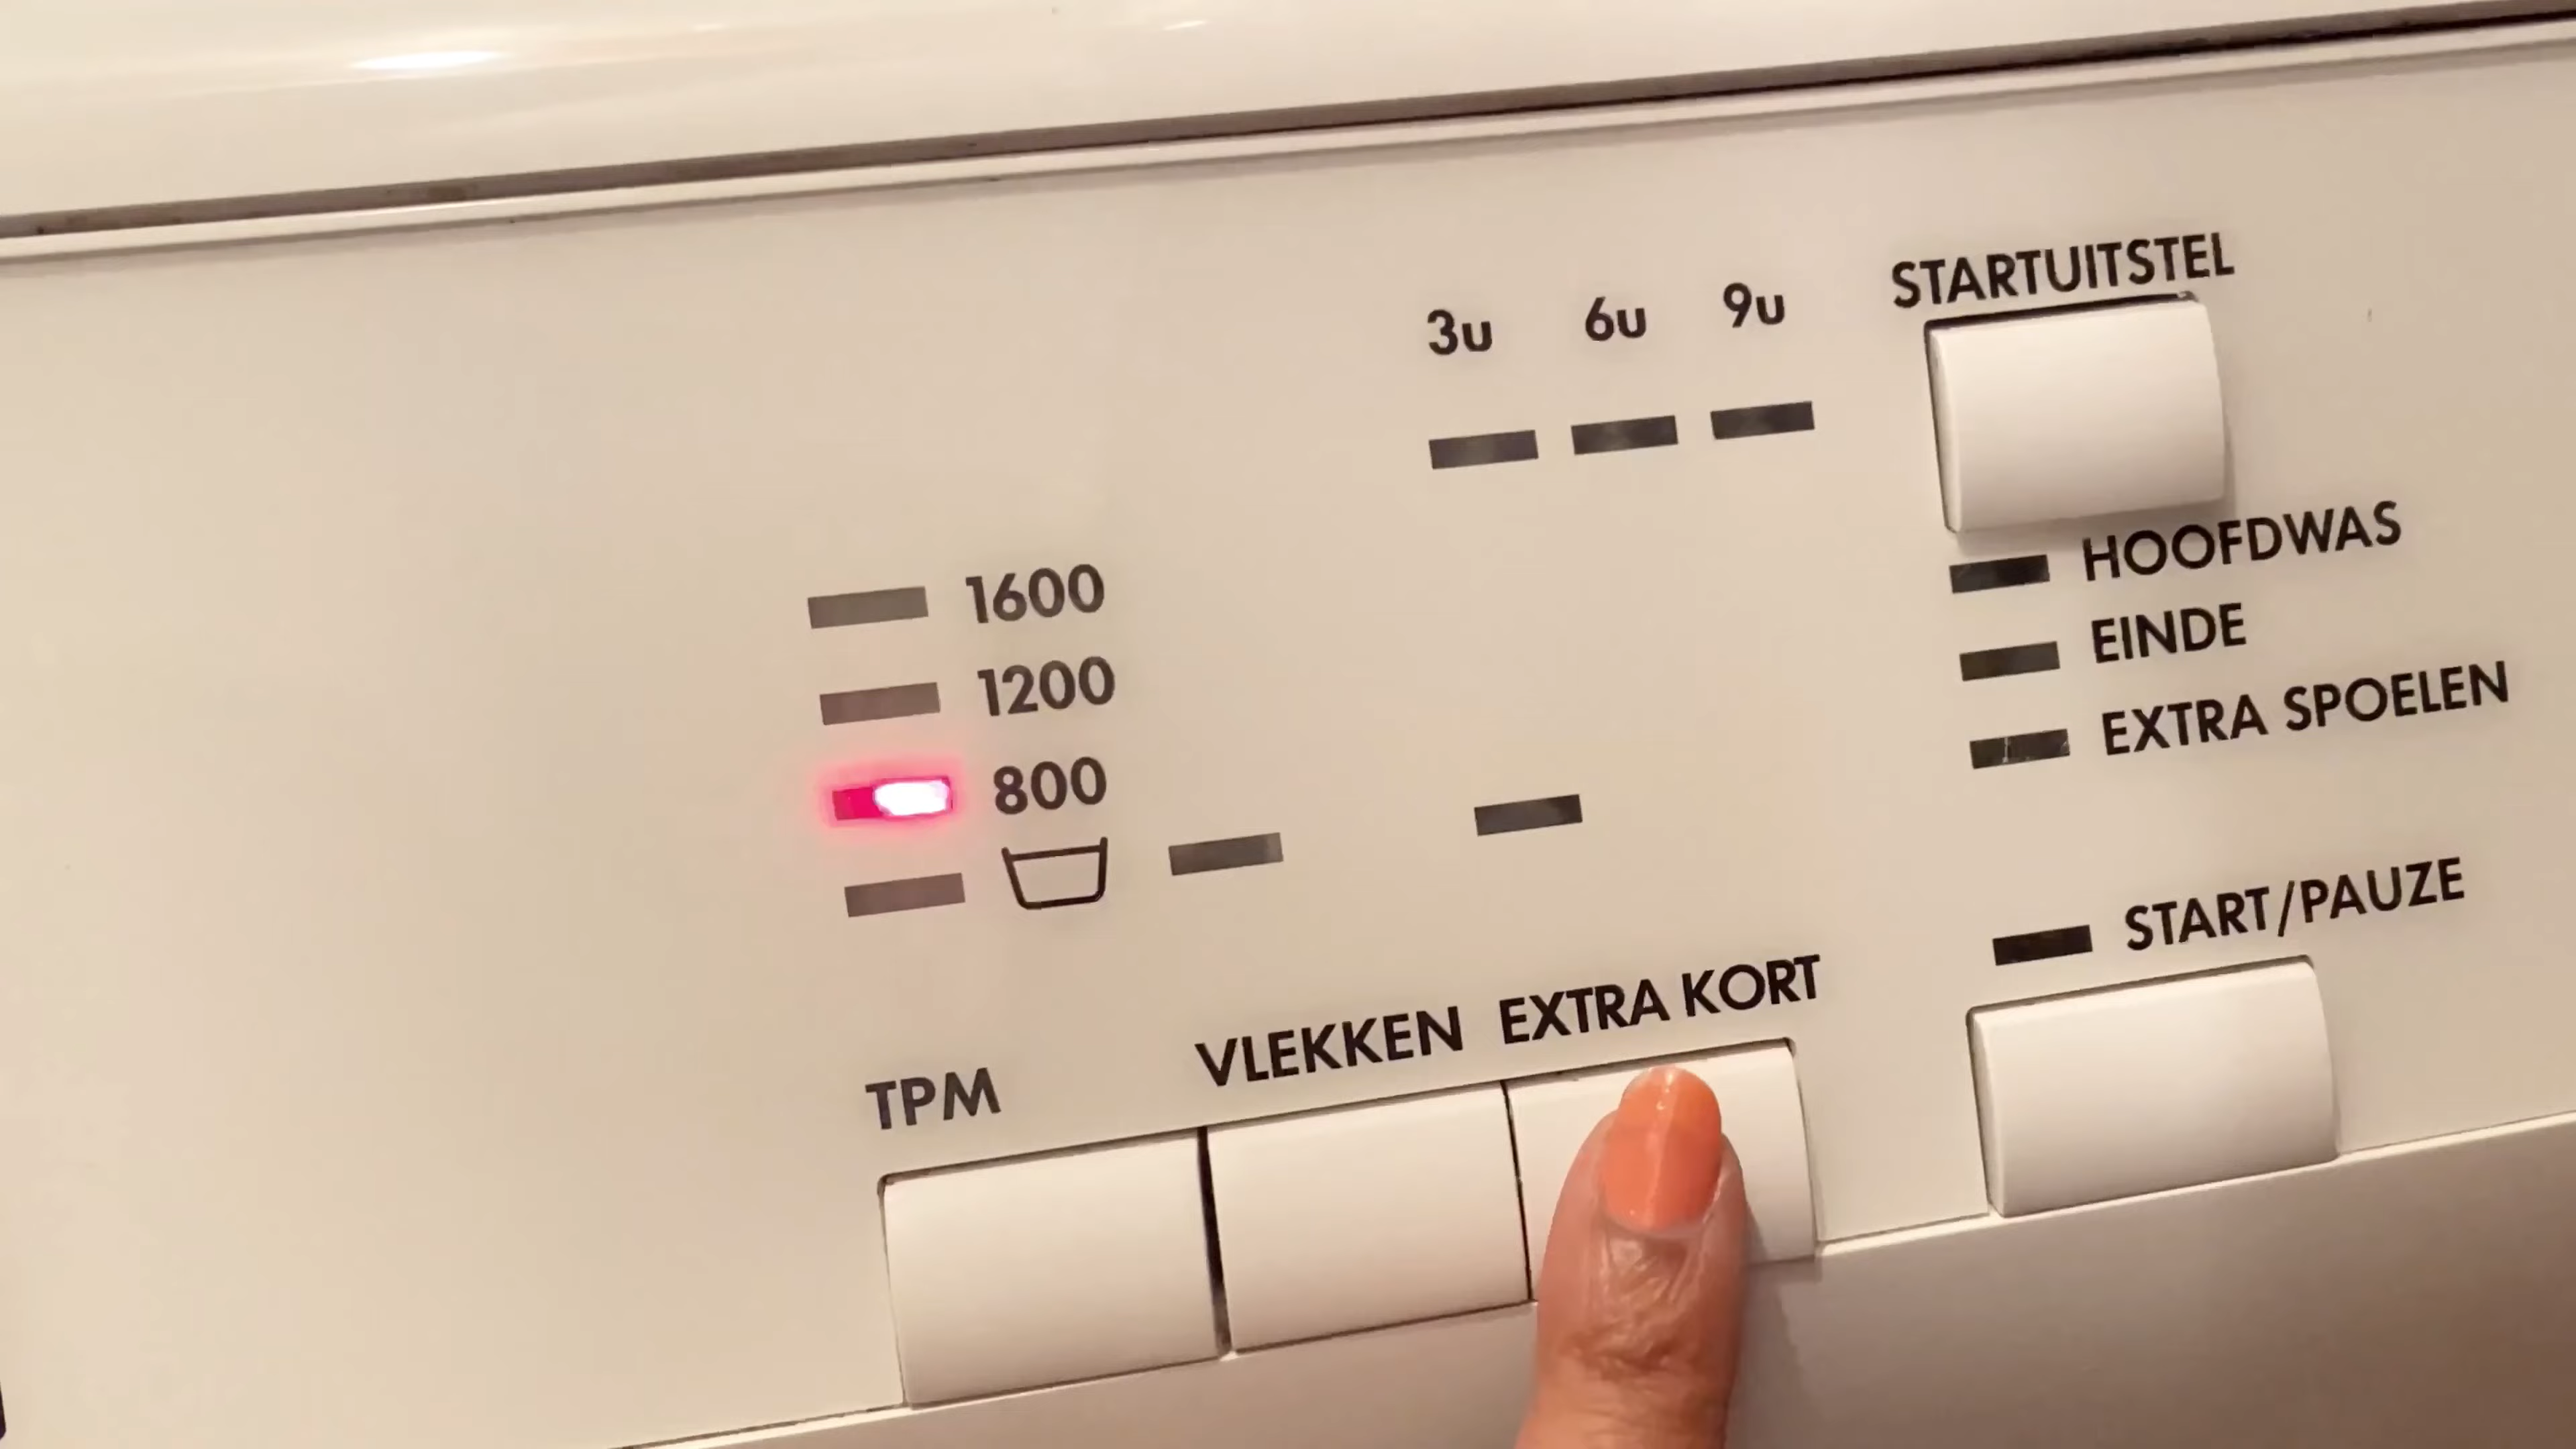 STARTUITSTEL
3u 6u 9u
HOOFDWAS
EINDE
EXTRA SPOELEN
1600
1200
800
START/PAUZE
TPM
VLEKKEN
EXTRA KORT